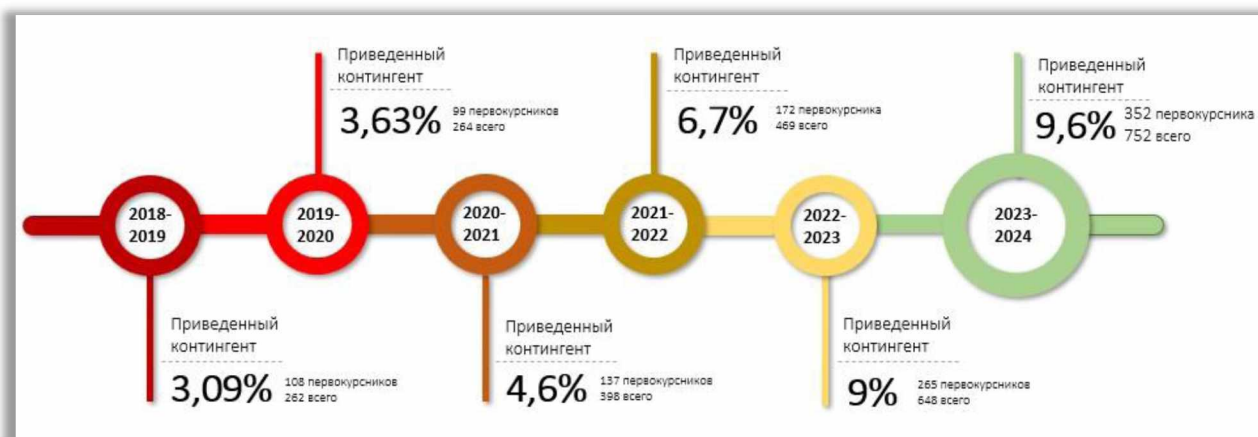 Приведенный
контингент
3,63%
99 первокурсников
264 всего
Приведенный
контингент
6,7%
172 первокурсника
469 всего
Приведенный
контингент
9,6%
352 первокурсника
752 всего
2018-
2019
2019-
2020
2020-
2021
2021-
2022
2022-
2023
2023-
2024
Приведенный
контингент
3,09%
108 первокурсников
262 всего
Приведенный
контингент
4,6%
137 первокурсников
398 всего
Приведенный
контингент
9%
265 первокурсников
648 всего